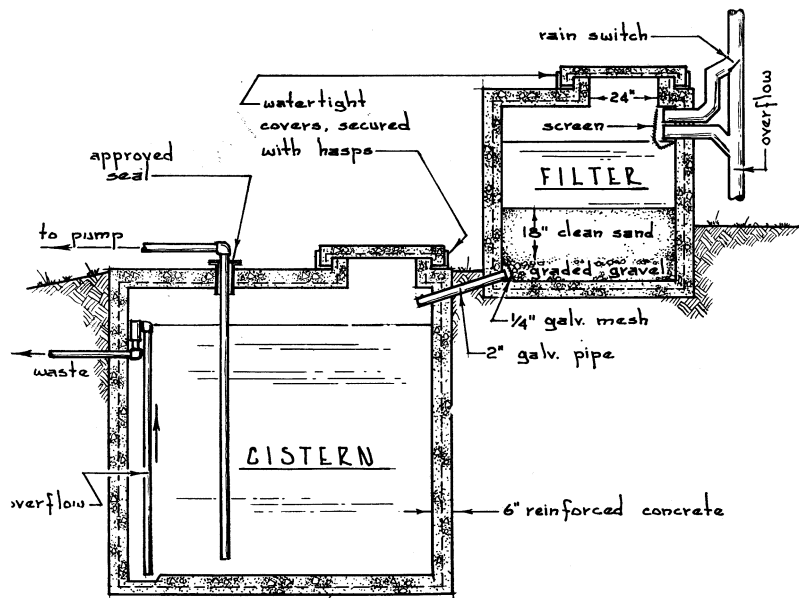 rain switch
24"
watertight
covers, secured
with hasps
screen
overflow
approved
seal
FILTER
to pump
18" clean sand
graded gravel
1/4" galv. mesh
2" galv. pipe
waste
CISTERN
overflow
6" reinforced concrete